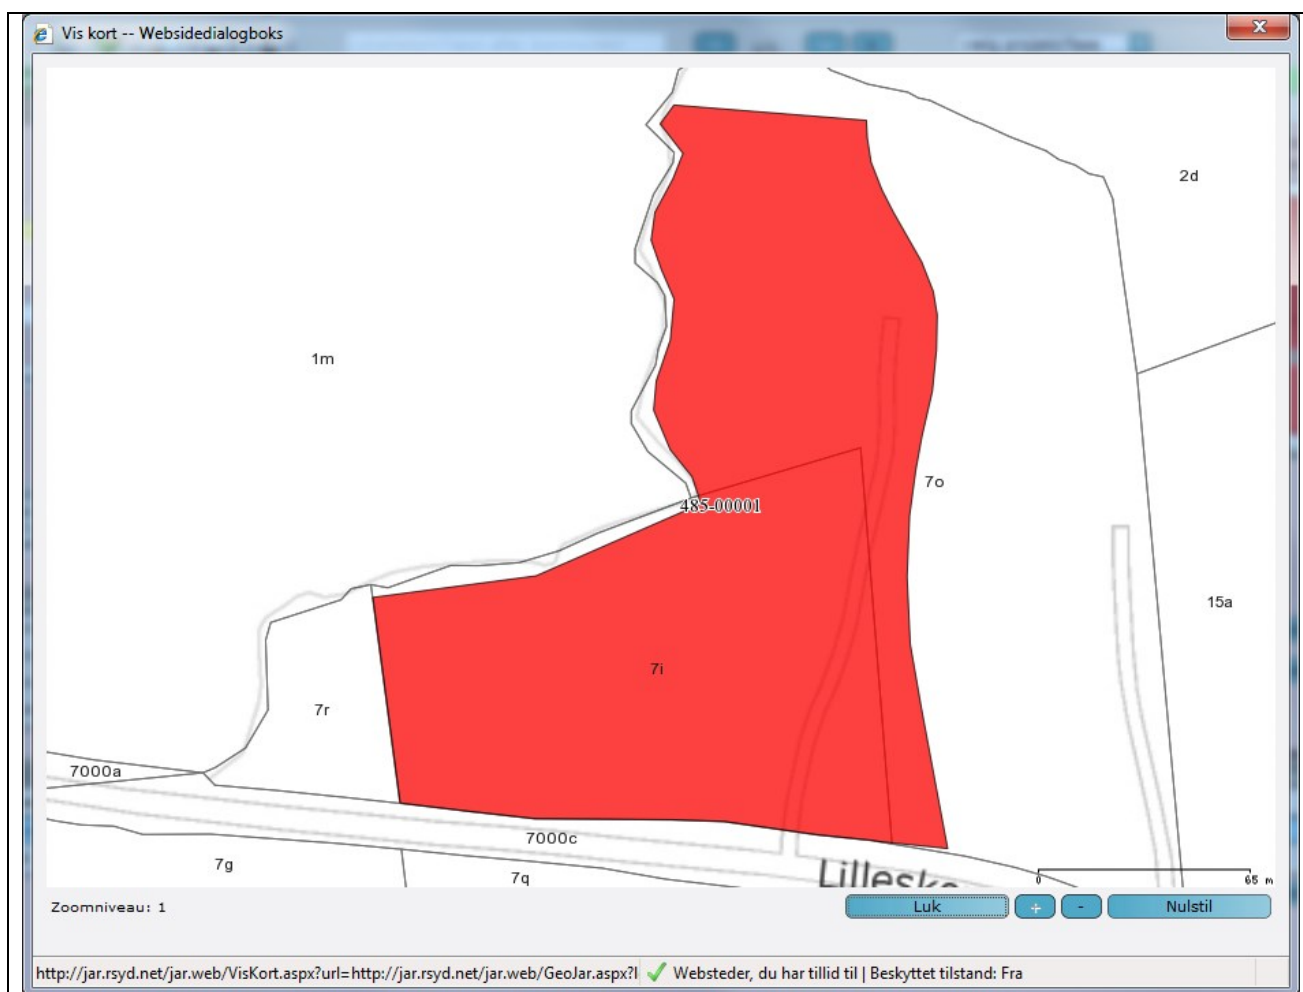 Vis kort -- Websidedialogboks
2d
1m
7o
485-00001
15a
7i
7r
7000a
7000c
7g
7q
Lilleske
0 65 m
Zoomniveau: 1
Luk + - Nulstil
http://jar.rsyd.net/jar.web/VisKort.aspx?url=http://jar.rsyd.net/jar.web/GeoJar.aspx?l Websteder, du har tillid til | Beskyttet tilstand: Fra